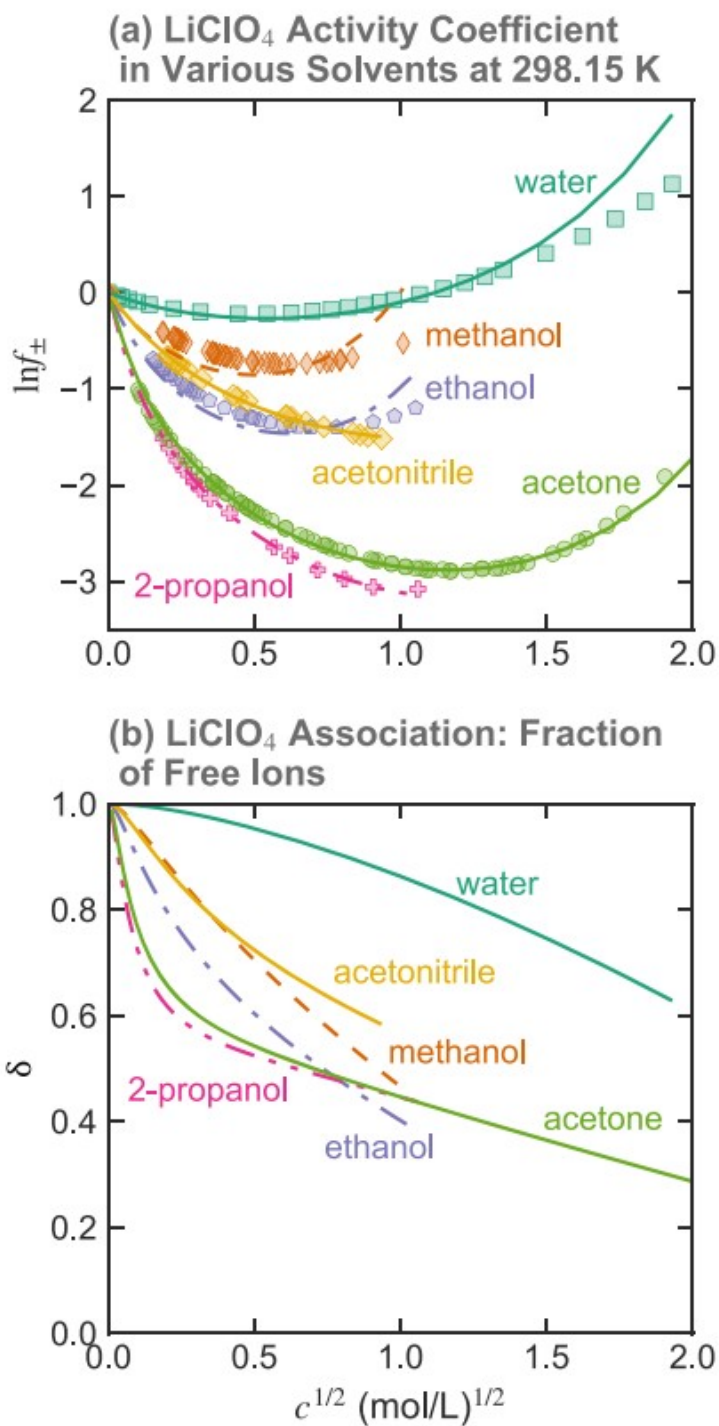 (a) LiClO₄ Activity Coefficient
in Various Solvents at 298.15 K
2
1
0
−1
−2
−3
lnf±
water
methanol
ethanol
acetonitrile
acetone
2-propanol
0.0 0.5 1.0 1.5 2.0
(b) LiClO₄ Association: Fraction
of Free Ions
1.0
0.8
0.6
0.4
0.2
0.0
δ
water
acetonitrile
methanol
2-propanol
acetone
ethanol
0.0 0.5 1.0 1.5 2.0
c^{1/2} (mol/L)^{1/2}